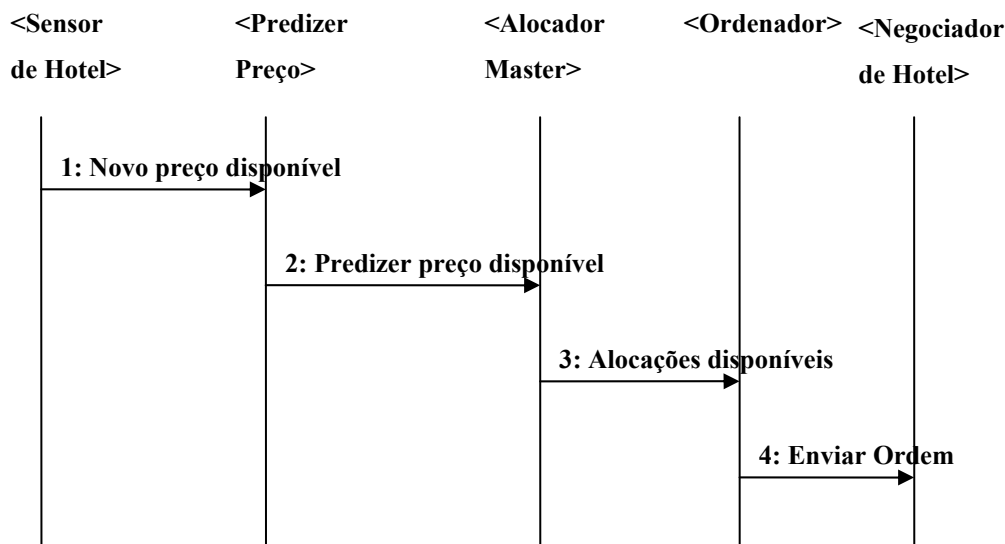 <Sensor
de Hotel>
<Predizer
Preço>
<Alocador
Master>
<Ordenador>
<Negociador
de Hotel>
1: Novo preço disponível
2: Predizer preço disponível
3: Alocações disponíveis
4: Enviar Ordem